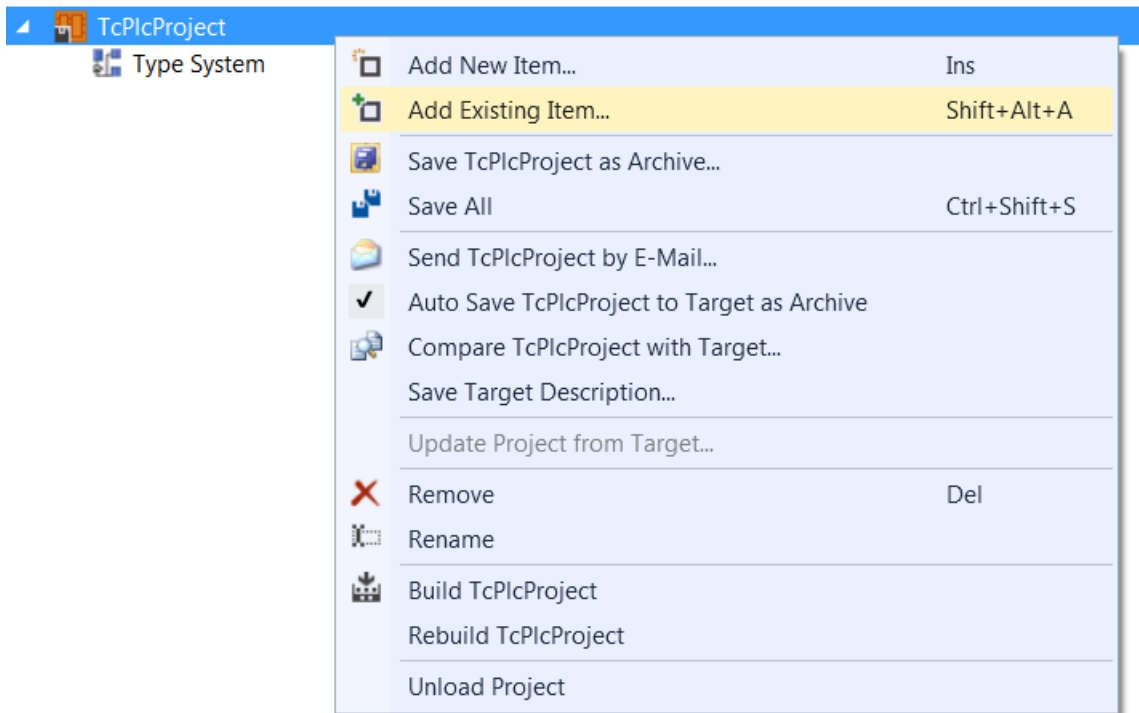 TcPlcProject
Type System
Add New Item... Ins
Add Existing Item... Shift+Alt+A
Save TcPlcProject as Archive...
Save All Ctrl+Shift+S
Send TcPlcProject by E-Mail...
Auto Save TcPlcProject to Target as Archive
Compare TcPlcProject with Target...
Save Target Description...
Update Project from Target...
Remove Del
Rename
Build TcPlcProject
Rebuild TcPlcProject
Unload Project